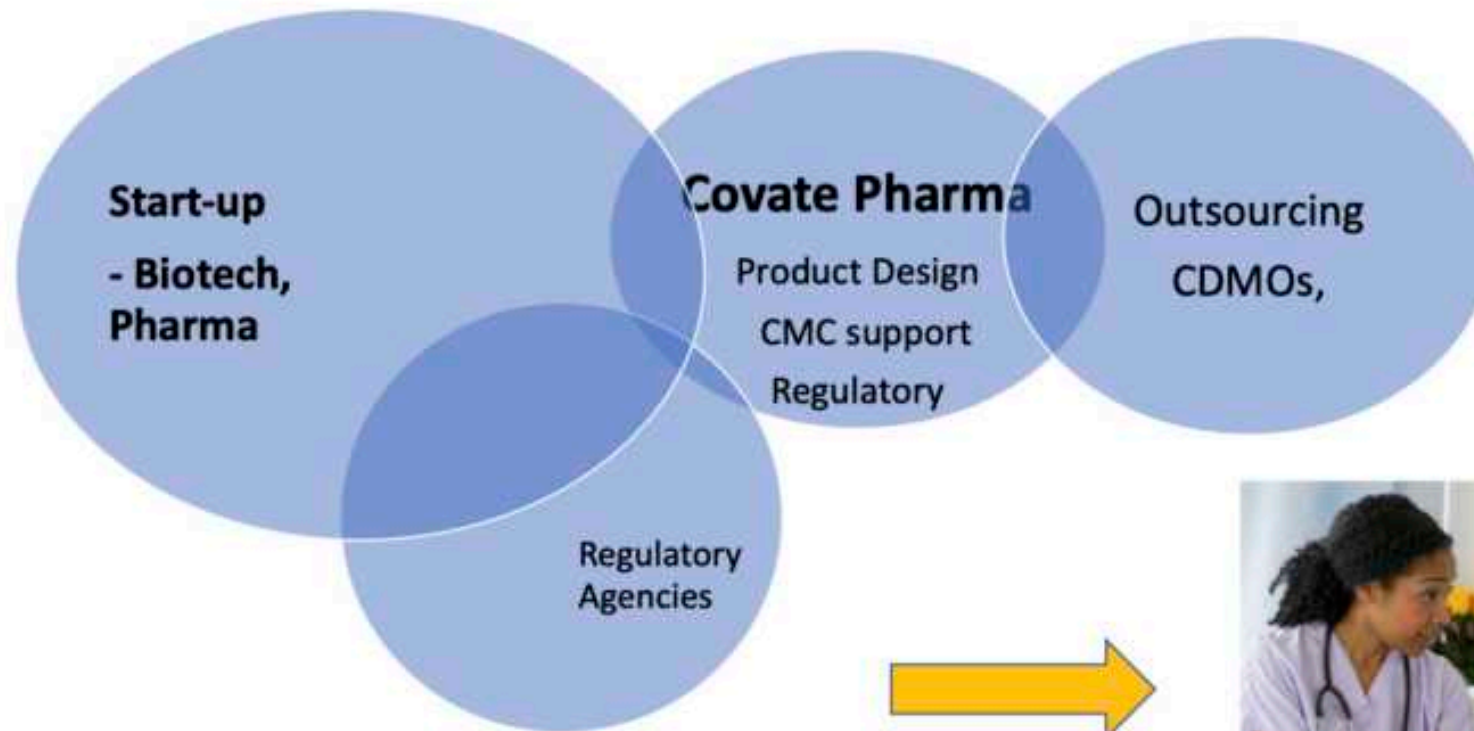 Start-up
- Biotech,
Pharma
Covate Pharma
Product Design
CMC support
Regulatory
Outsourcing
CDMOs,
Regulatory
Agencies